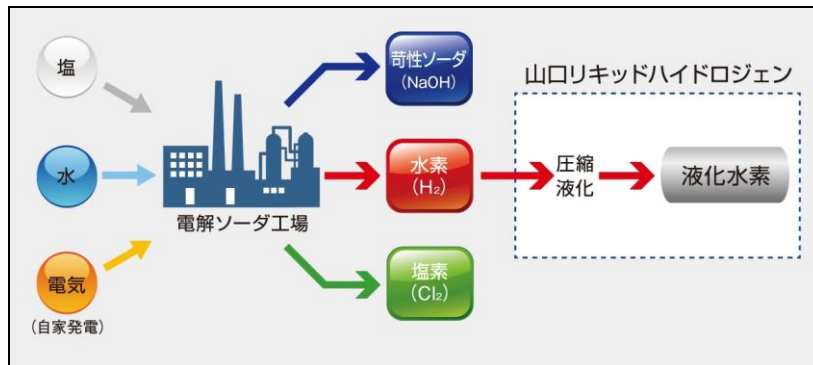 塩
水
電気
(自家発電)
電解ソーダ工場
苛性ソーダ
(NaOH)
水素
(H₂)
塩素
(Cl₂)
山口リキッドハイドロジェン
圧縮
液化
液化水素